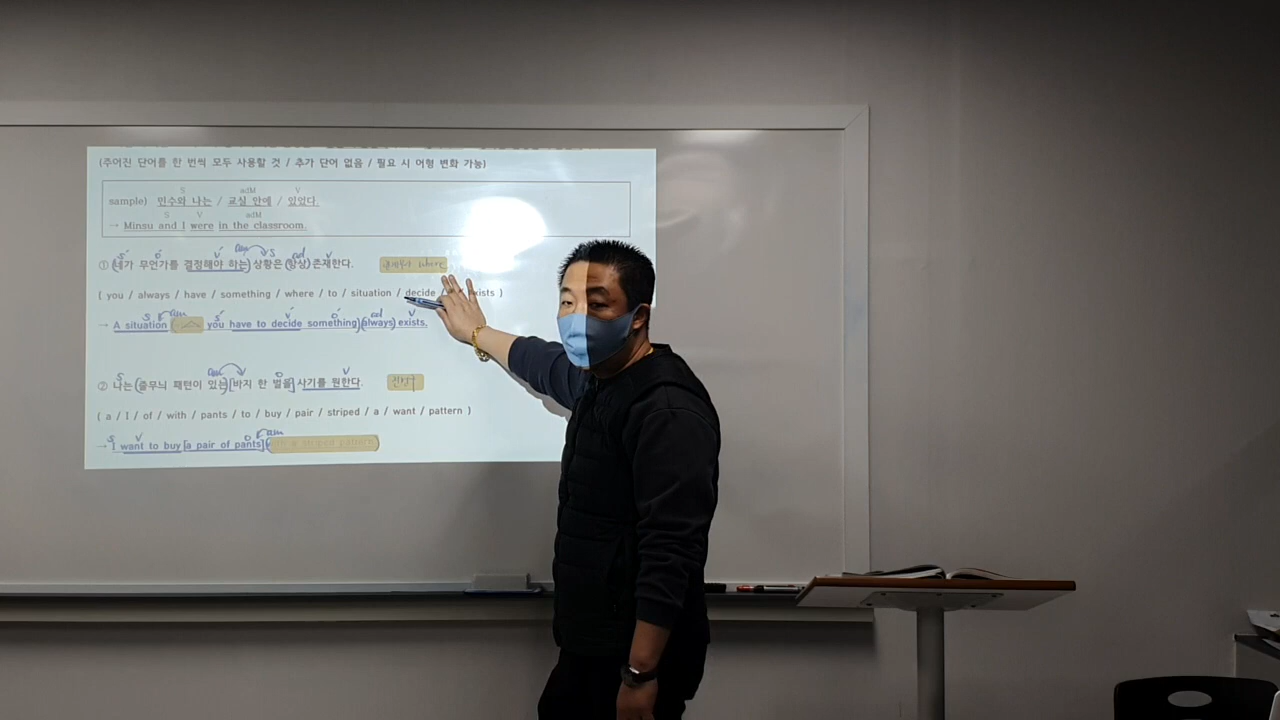 (주어진 단어를 한 번씩 모두 사용할 것 / 추가 단어 없음 / 필요 시 어형 변화 가능)
S adM V
sample) 민수와 나는 / 교실 안에 / 있었다.
S V adM
→ Minsu and I were in the classroom.
① (네가 무언가를 결정해야 하는) 상황은 (항상) 존재한다. where
( you / always / have / something / where / to / situation / decide / exists )
→ A situation you have to decide something) (always) exists.
② 나는 (줄무늬 패턴이 있는) [바지 한 벌을] 사기를 원한다.
( a / I / of / with / pants / to / buy / pair / striped / a / want / pattern )
→ I want to buy [a pair of pants] a striped pattern